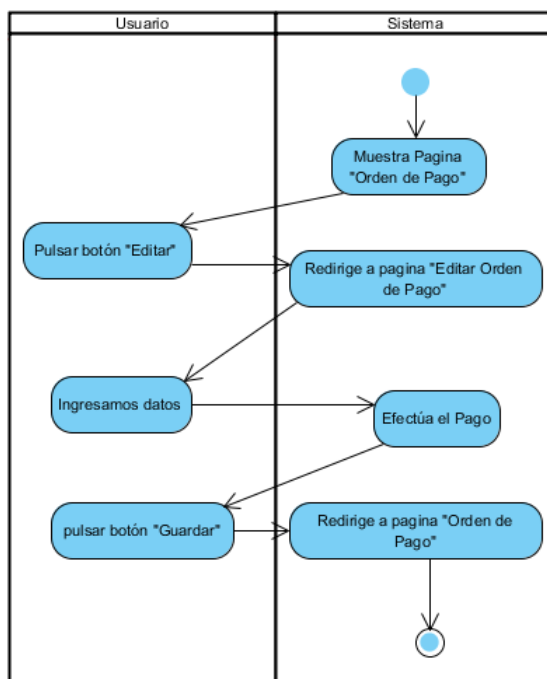 Usuario
Sistema
Muestra Pagina
"Orden de Pago"
Pulsar botón "Editar"
Redirige a pagina "Editar Orden
de Pago"
Ingresamos datos
Efectúa el Pago
pulsar botón "Guardar"
Redirige a pagina "Orden de
Pago"